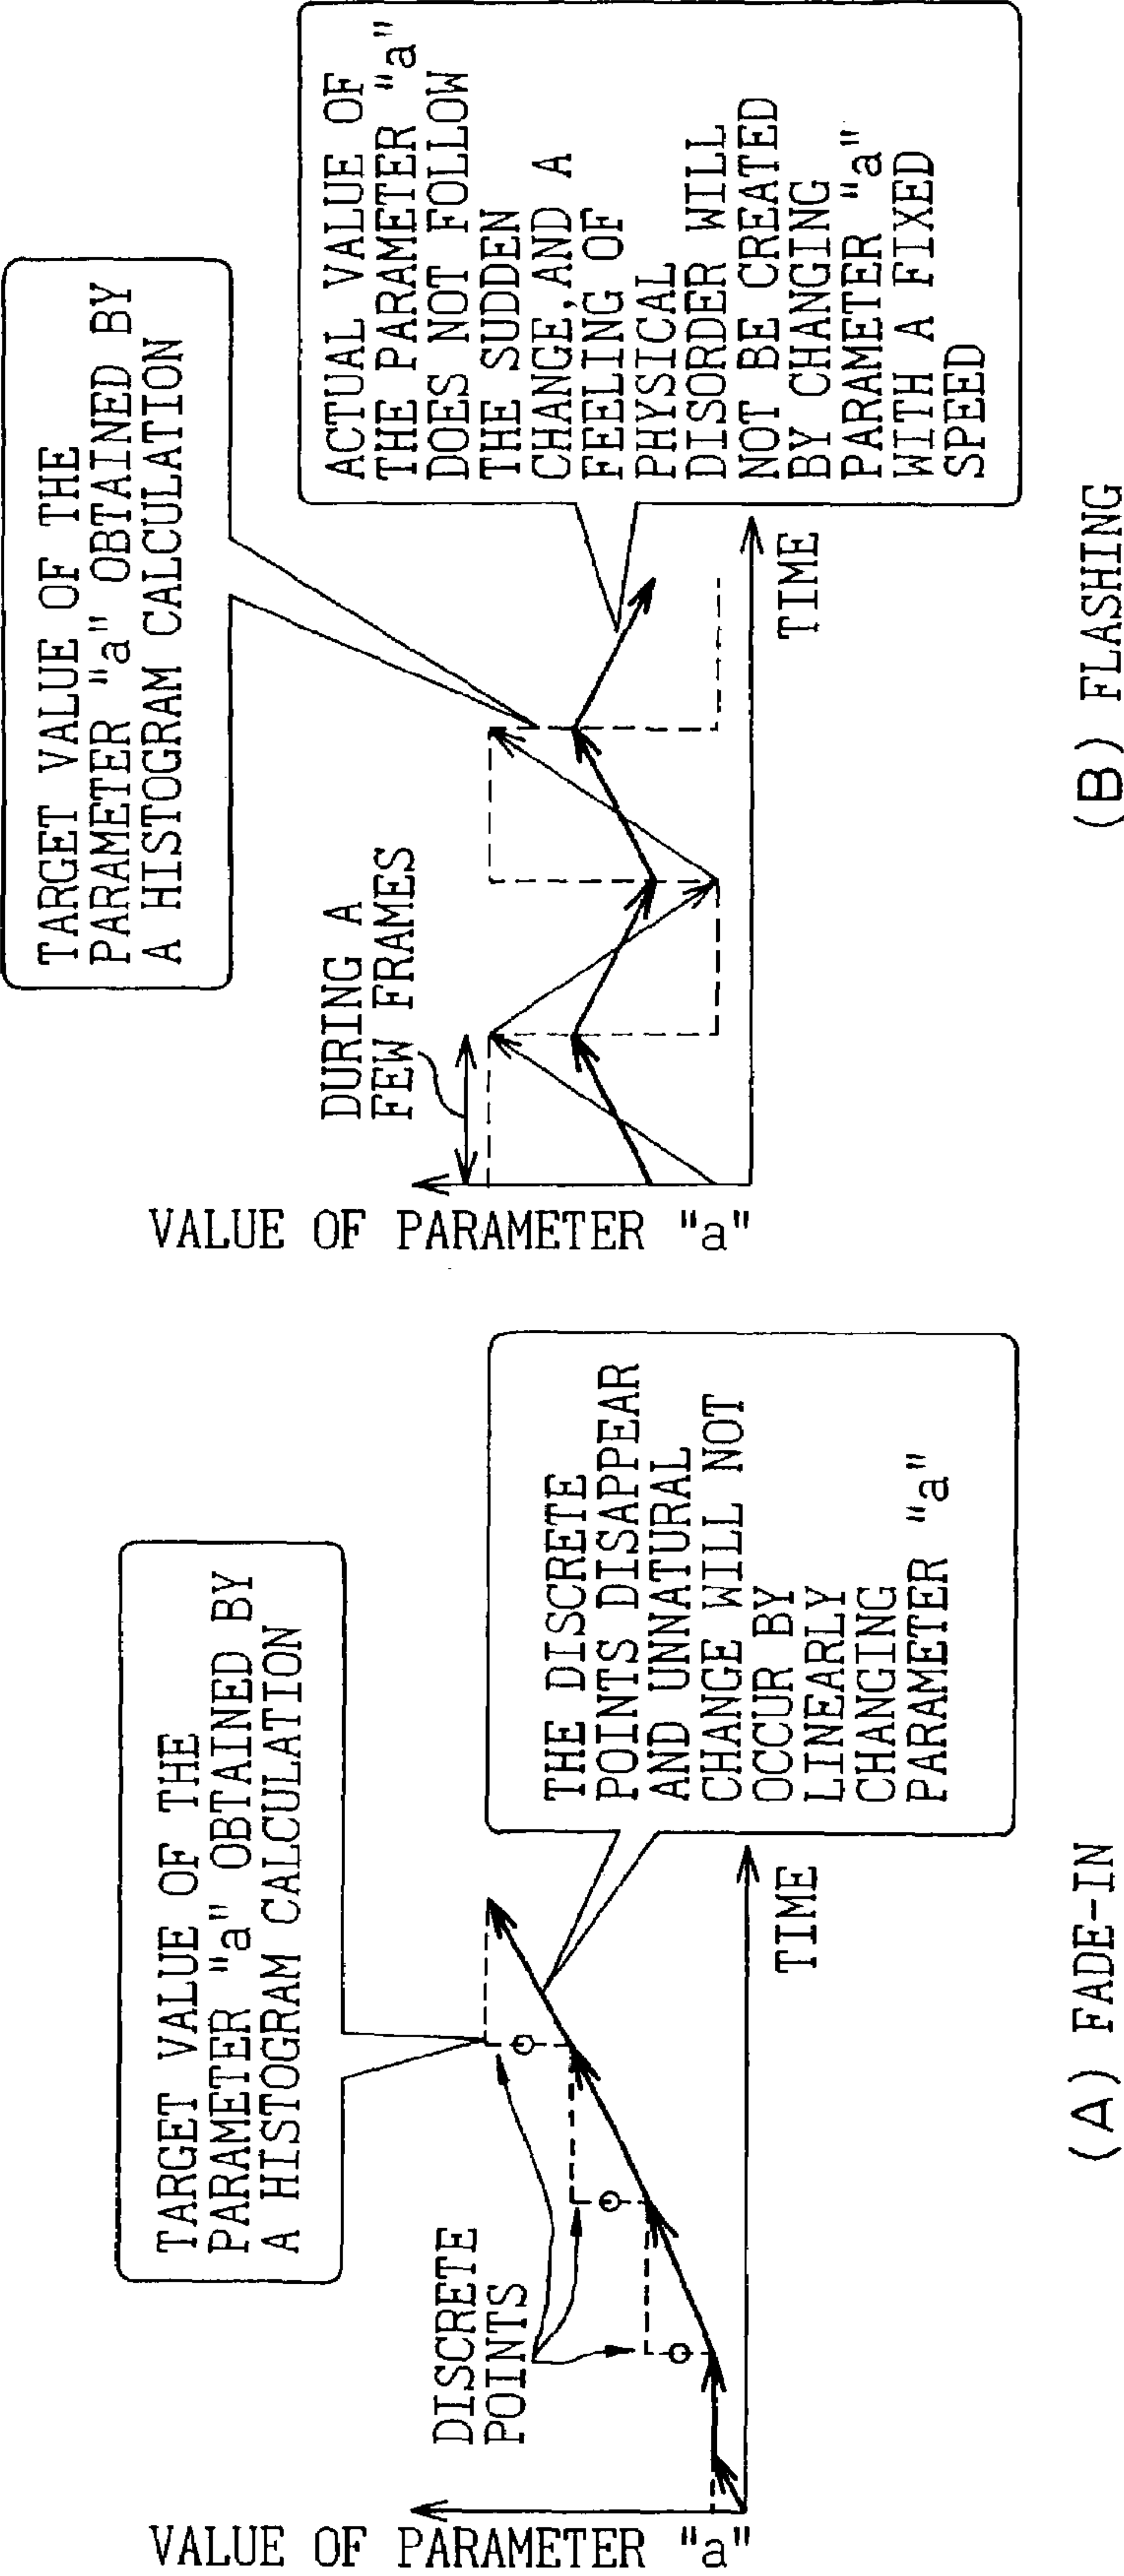 TARGET VALUE OF THE
PARAMETER "a" OBTAINED BY
A HISTOGRAM CALCULATION
DISCRETE
POINTS
THE DISCRETE
POINTS DISAPPEAR
AND UNNATURAL
CHANGE WILL NOT
OCCUR BY
LINEARLY
CHANGING
PARAMETER "a"
VALUE OF PARAMETER "a"
TIME
(A) FADE-IN
TARGET VALUE OF THE
PARAMETER "a" OBTAINED BY
A HISTOGRAM CALCULATION
DURING A
FEW FRAMES
ACTUAL VALUE OF
THE PARAMETER "a"
DOES NOT FOLLOW
THE SUDDEN
CHANGE,AND A
FEELING OF
PHYSICAL
DISORDER WILL
NOT BE CREATED
BY CHANGING
PARAMETER "a"
WITH A FIXED
SPEED
VALUE OF PARAMETER "a"
TIME
(B) FLASHING